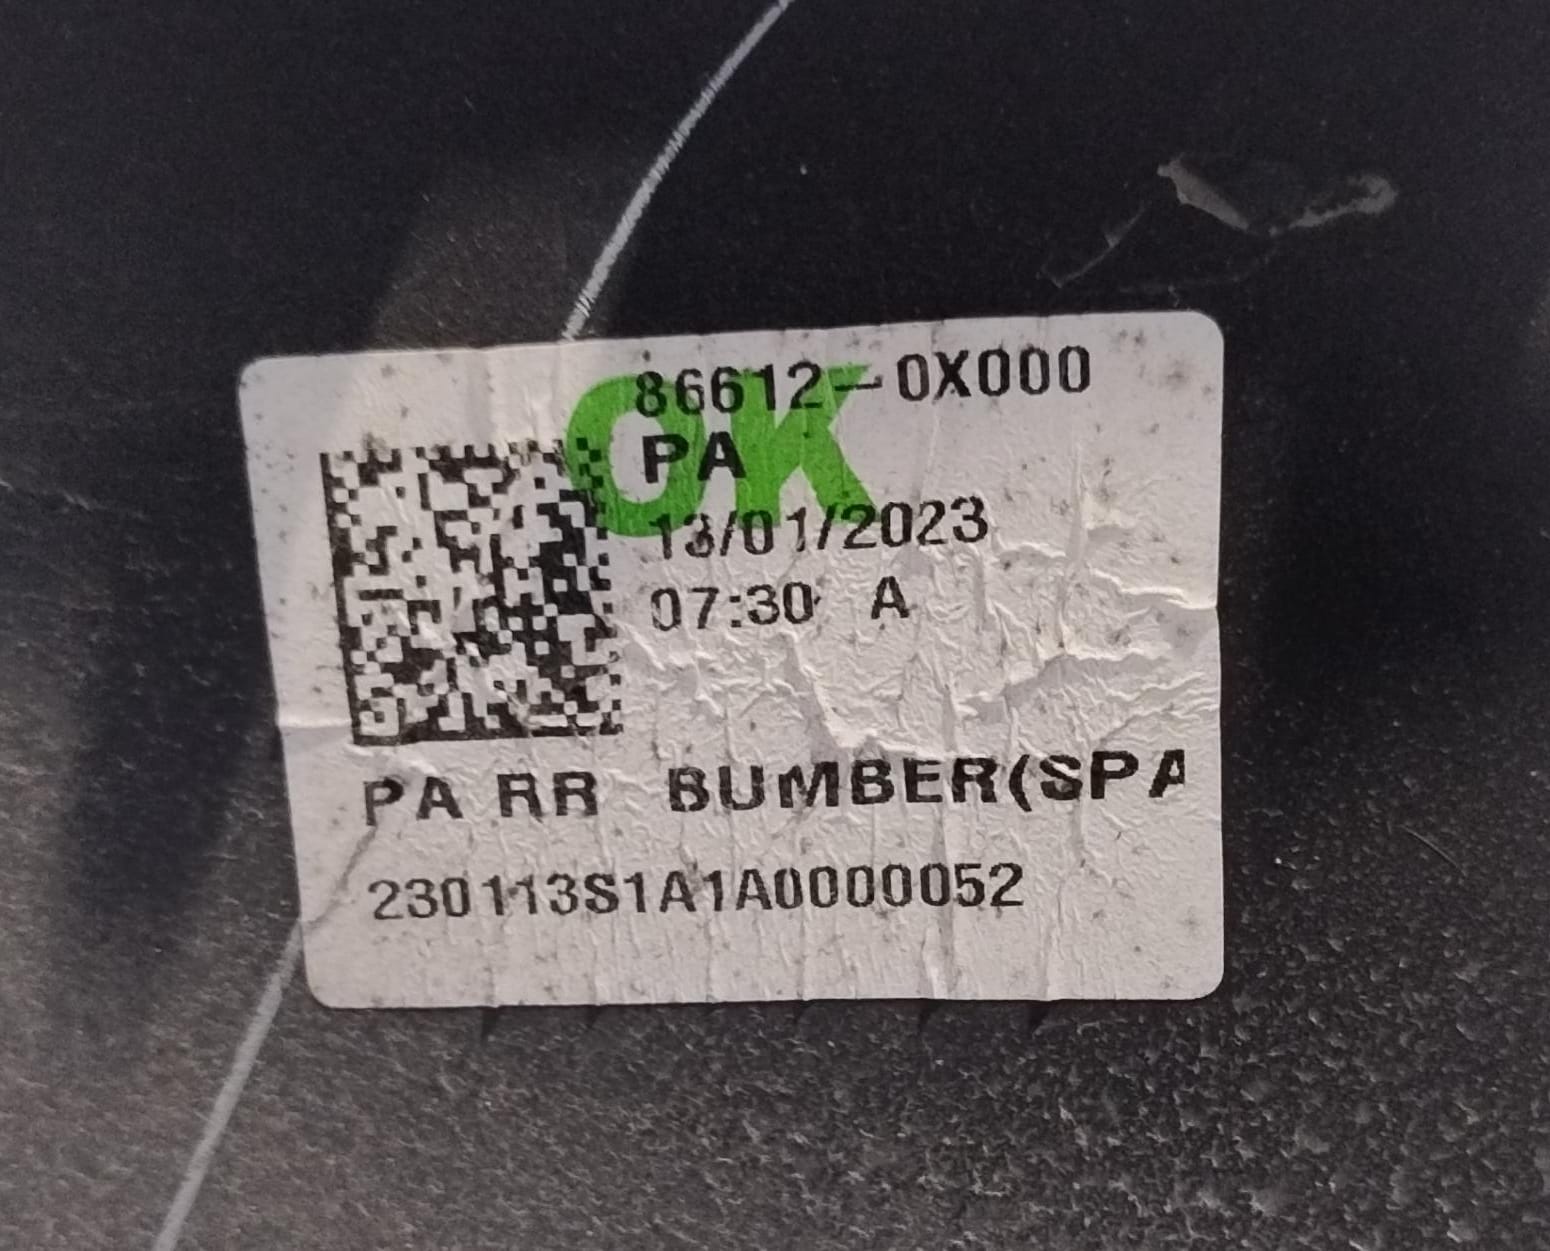 OK
86612-0X000
PA
13/01/2023
07:30 A
PA RR BUMBER(SPA
230113S1A1A0000052